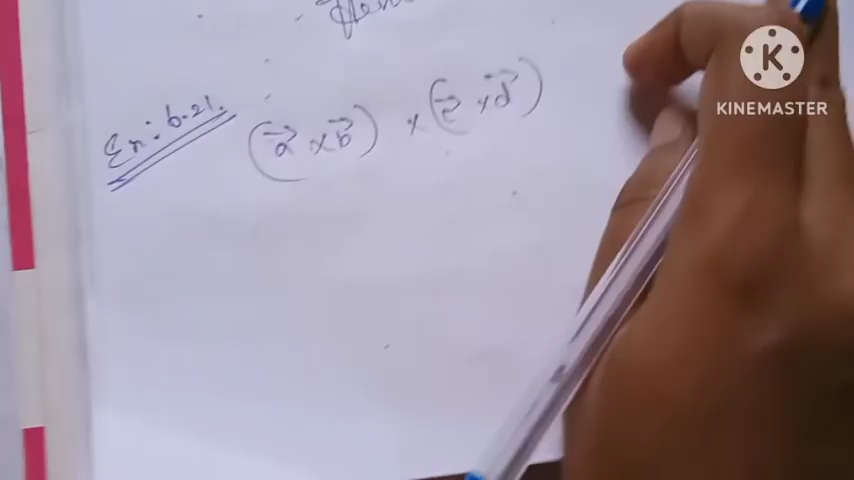 Ex: 6.21.
(a⃗ × b⃗) × (c⃗ × d⃗)
KINEMASTER